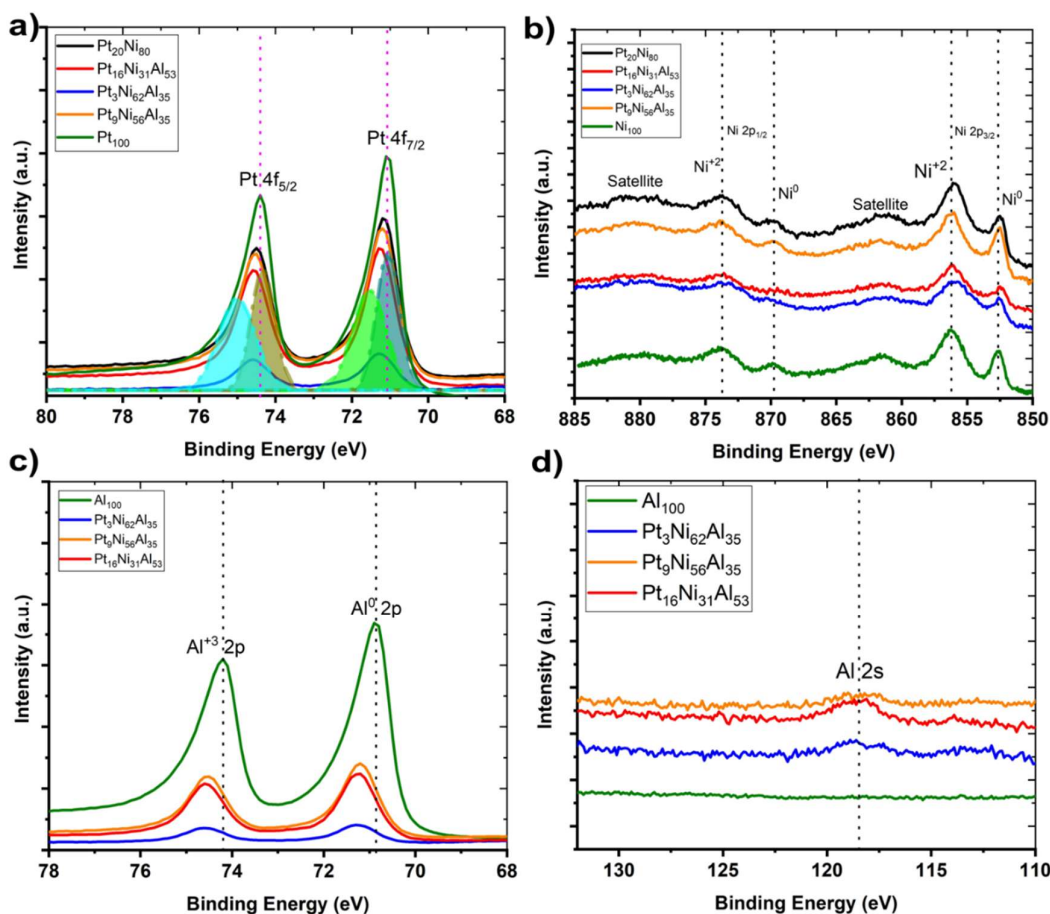 a)
Pt₂₀Ni₈₀
Pt₁₆Ni₃₁Al₅₃
Pt₃Ni₆₂Al₃₅
Pt₉Ni₅₆Al₃₅
Pt₁₀₀
Pt 4f₅/₂
Pt 4f₇/₂
Intensity (a.u.)
80 78 76 74 72 70 68
Binding Energy (eV)
b)
Pt₂₀Ni₈₀
Pt₁₆Ni₃₁Al₅₃
Pt₃Ni₆₂Al₃₅
Pt₉Ni₅₆Al₃₅
Ni₁₀₀
Ni 2p₁/₂
Ni 2p₃/₂
Ni⁺²
Ni⁰
Ni⁺²
Ni⁰
Satellite
Satellite
Intensity (a.u.)
885 880 875 870 865 860 855 850
Binding Energy (eV)
c)
Al₁₀₀
Pt₃Ni₆₂Al₃₅
Pt₉Ni₅₆Al₃₅
Pt₁₆Ni₃₁Al₅₃
Al⁺³ 2p
Al⁰ 2p
Intensity (a.u.)
78 76 74 72 70 68
Binding Energy (eV)
d)
Al₁₀₀
Pt₃Ni₆₂Al₃₅
Pt₉Ni₅₆Al₃₅
Pt₁₆Ni₃₁Al₅₃
Al 2s
Intensity (a.u.)
130 125 120 115 110
Binding Energy (eV)